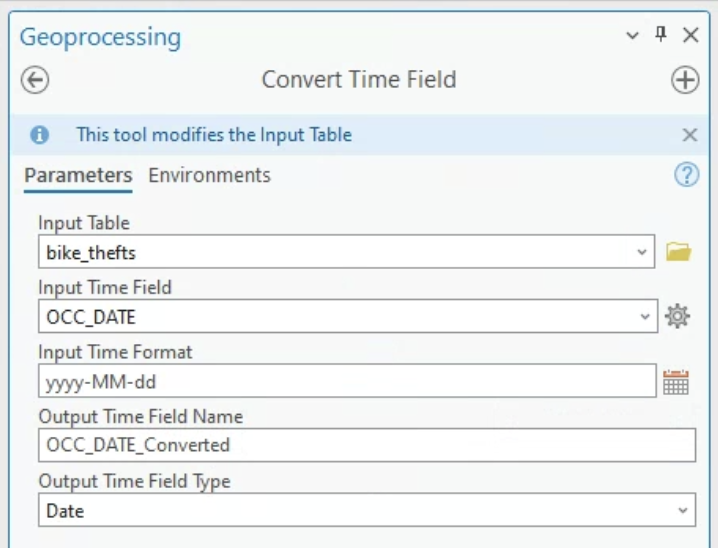 Geoprocessing
Convert Time Field
This tool modifies the Input Table
Parameters Environments
Input Table
bike_thefts
Input Time Field
OCC_DATE
Input Time Format
yyyy-MM-dd
Output Time Field Name
OCC_DATE_Converted
Output Time Field Type
Date